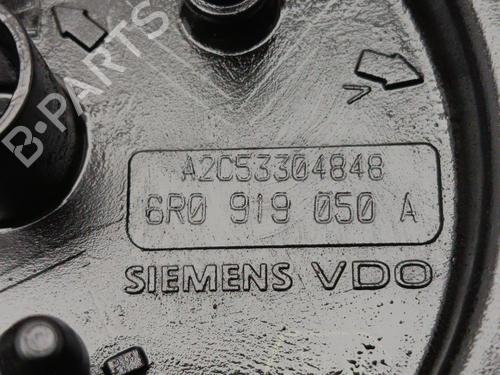 B-PARTS
A2C53304848
6R0 919 050 A
SIEMENS VDO